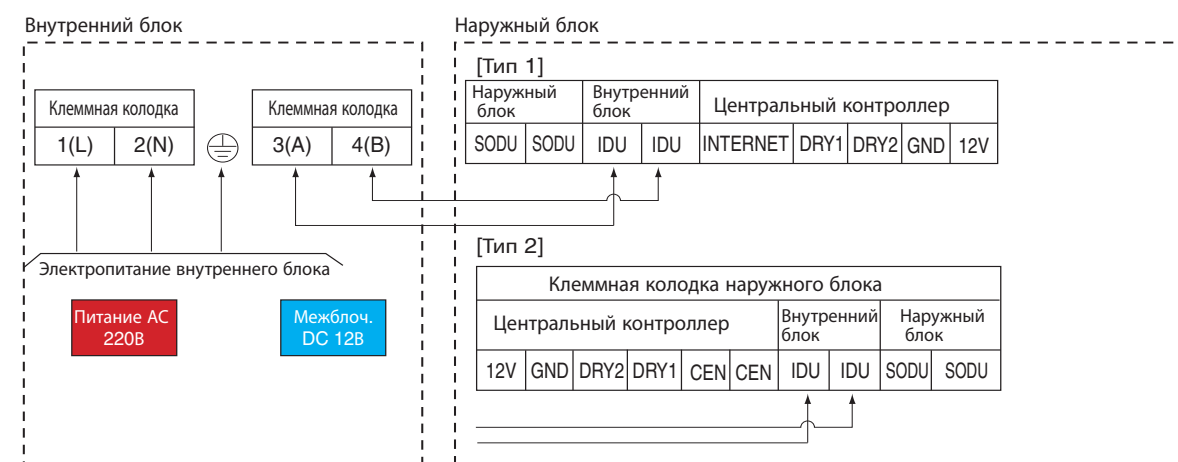 Внутренний блок
Клеммная колодка
1(L) 2(N)
Клеммная колодка
3(A) 4(B)
Электропитание внутреннего блока
Питание AC
220В
Межблоч.
DC 12В
Наружный блок
[Тип 1]
Наружный
блок
Внутренний
блок
Центральный контроллер
SODU SODU IDU IDU INTERNET DRY1 DRY2 GND 12V
[Тип 2]
Клеммная колодка наружного блока
Центральный контроллер
Внутренний
блок
Наружный
блок
12V GND DRY2 DRY1 CEN CEN IDU IDU SODU SODU